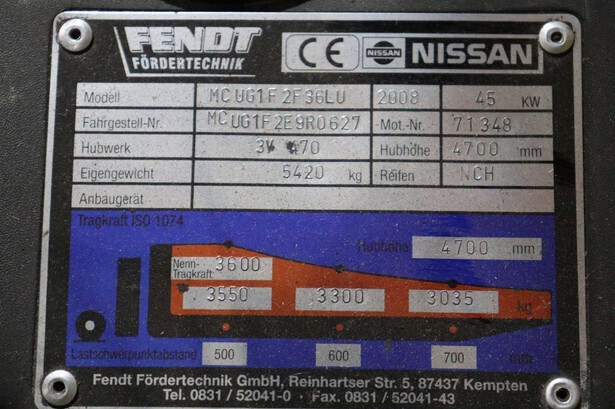 FENDT
FÖRDERTECHNIK
CE NISSAN NISSAN
Modell MCUG1F2F36LU 2008 45 KW
Fahrgestell-Nr. MCUG1F2E9R0627 Mot.-Nr. 71348
Hubwerk 3V 470 Hubhöhe 4700 mm
Eigengewicht 5420 kg Reifen NCH
Anbaugerät
Tragkraft ISO 1074
Hubhöhe 4700 mm
Nenn-Tragkraft: 3600
3550 3300 3035 kg
Lastschwerpunktabstand 500 600 700 mm
Fendt Fördertechnik GmbH, Reinhartser Str. 5, 87437 Kempten
Tel. 0831 / 52041-0 · Fax. 0831 / 52041-43